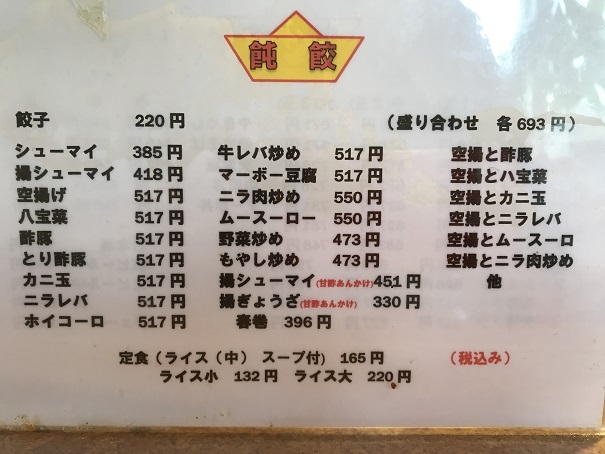 飩餃
餃子 220円 (盛り合わせ 各693円)
シューマイ 385円 牛レバ炒め 517円 空揚と酢豚
揚シューマイ 418円 マーボー豆腐 517円 空揚と八宝菜
空揚げ 517円 ニラ肉炒め 550円 空揚とカニ玉
八宝菜 517円 ムースーロー 550円 空揚とニラレバ
酢豚 517円 野菜炒め 473円 空揚とムースーロ
とり酢豚 517円 もやし炒め 473円 空揚とニラ肉炒め
カニ玉 517円 揚シューマイ(甘酢あんかけ)451円 他
ニラレバ 517円 揚ぎょうざ(甘酢あんかけ) 330円
ホイコーロ 517円 春巻 396円
定食(ライス(中) スープ付) 165円 (税込み)
ライス小 132円 ライス大 220円